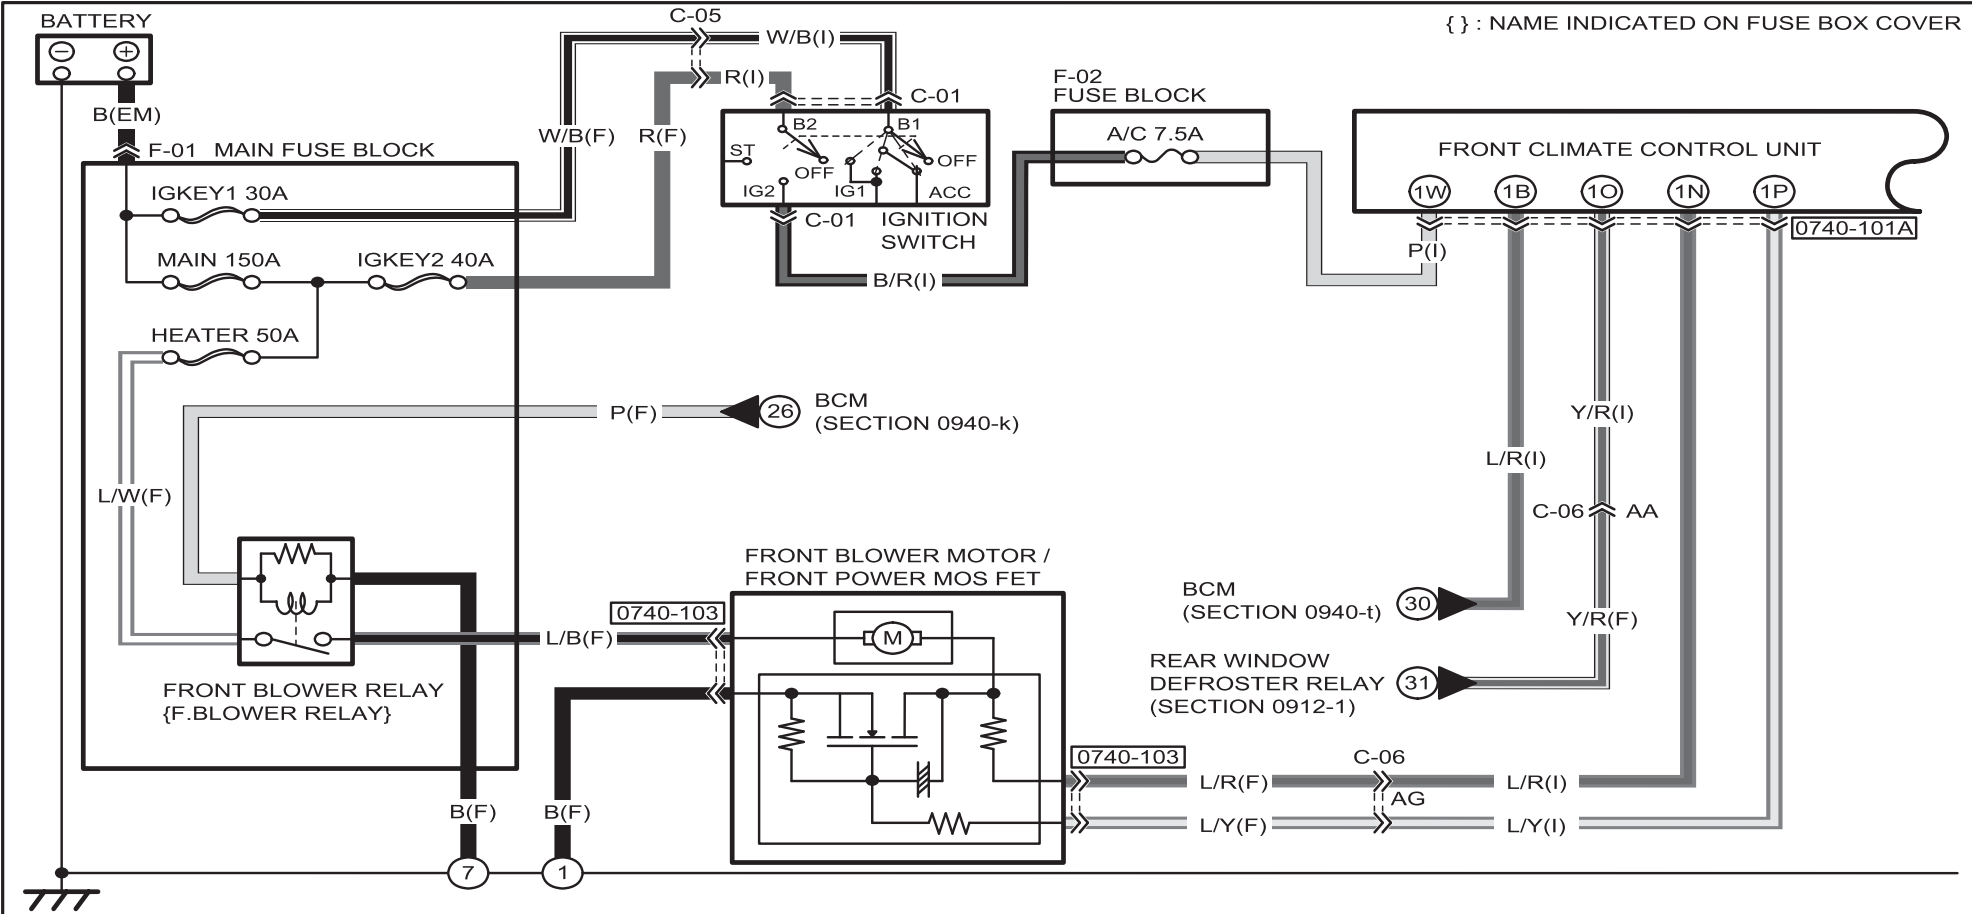 BATTERY
C-05
{ } : NAME INDICATED ON FUSE BOX COVER
− +
W/B(I)
R(I)
F-02
FUSE BLOCK
C-01
B(EM)
W/B(F)
R(F)
B2
B1
A/C 7.5A
F-01 MAIN FUSE BLOCK
ST
OFF
OFF
FRONT CLIMATE CONTROL UNIT
IGKEY1 30A
IG2
IG1
ACC
1W
1B
1O
1N
1P
C-01
IGNITION
SWITCH
0740-101A
P(I)
MAIN 150A
IGKEY2 40A
B/R(I)
HEATER 50A
P(F)
26
BCM
(SECTION 0940-k)
Y/R(I)
L/R(I)
L/W(F)
C-06
AA
FRONT BLOWER MOTOR /
FRONT POWER MOS FET
BCM
(SECTION 0940-t)
30
0740-103
L/B(F)
M
Y/R(F)
REAR WINDOW
DEFROSTER RELAY
(SECTION 0912-1)
31
FRONT BLOWER RELAY
{F.BLOWER RELAY}
0740-103
C-06
L/R(F)
L/R(I)
AG
B(F)
B(F)
L/Y(F)
L/Y(I)
7
1